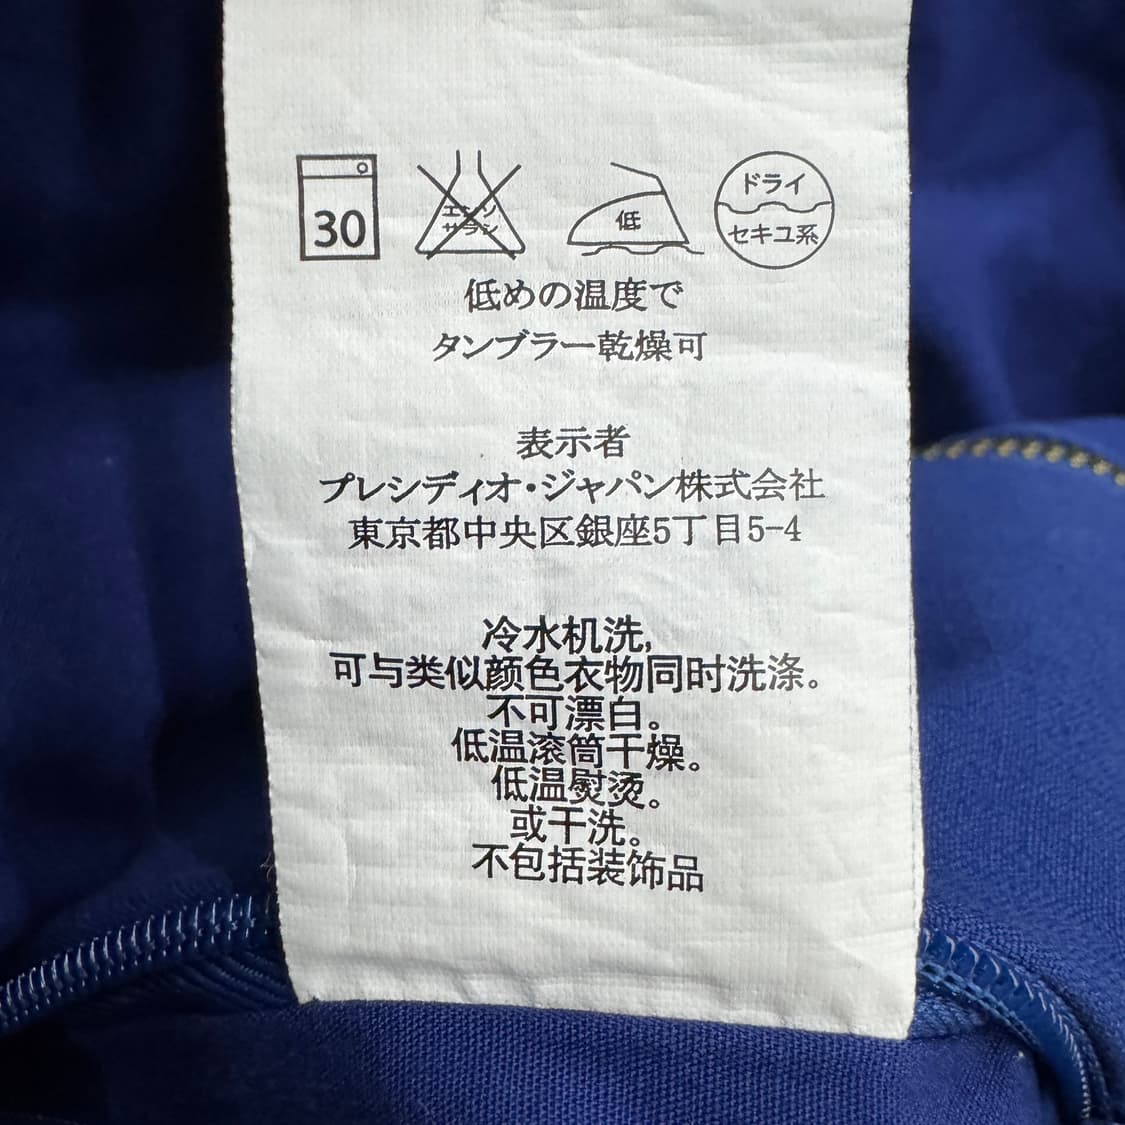 30
エンソ
サラシ
低
ドライ
セキユ系
低めの温度で
タンブラー乾燥可
表示者
プレシディオ・ジャパン株式会社
東京都中央区銀座5丁目5-4
冷水机洗,
可与类似颜色衣物同时洗涤。
不可漂白。
低温滚筒干燥。
低温熨烫。
或干洗。
不包括装饰品